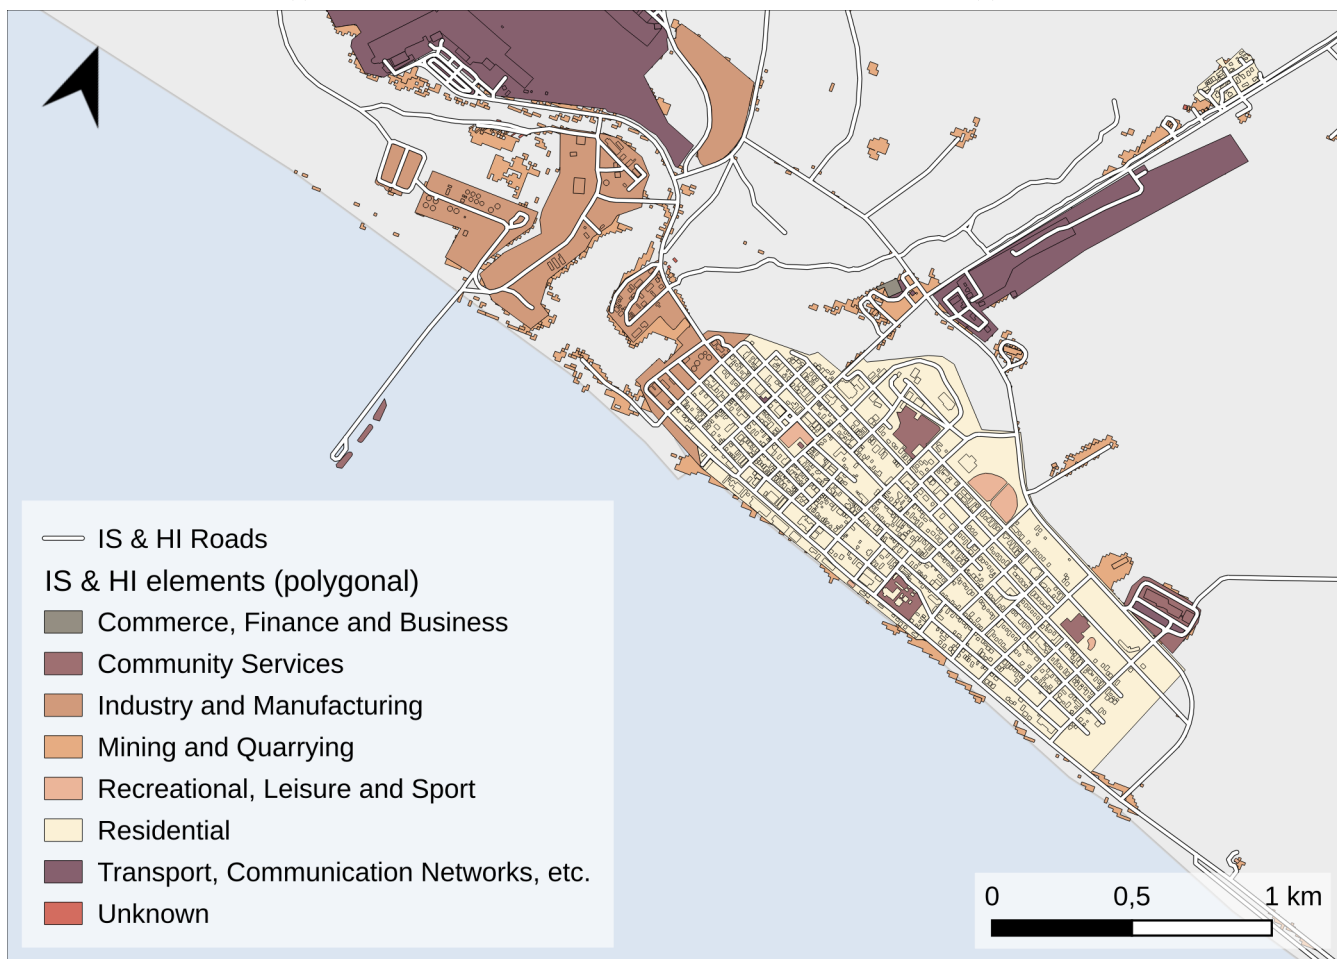 IS & HI Roads
IS & HI elements (polygonal)
Commerce, Finance and Business
Community Services
Industry and Manufacturing
Mining and Quarrying
Recreational, Leisure and Sport
Residential
Transport, Communication Networks, etc.
Unknown
0 0,5 1 km